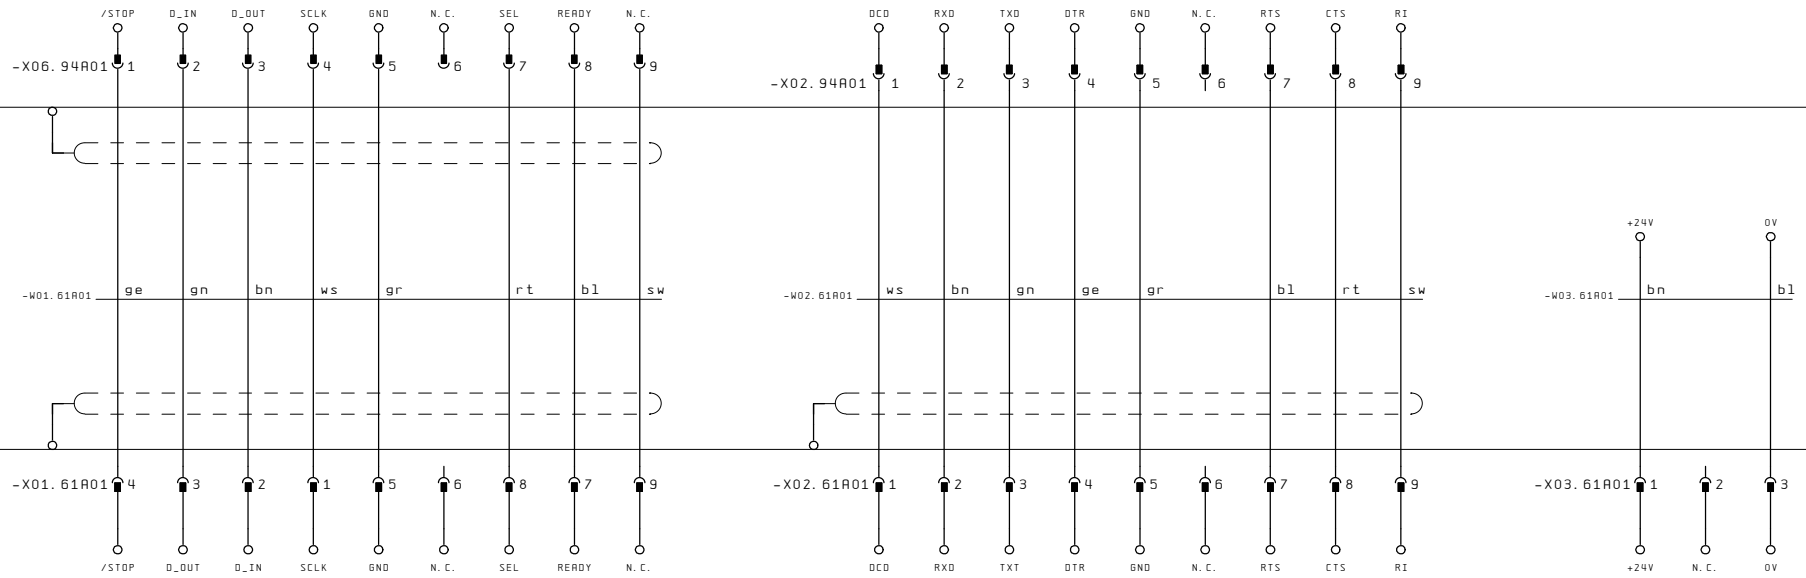 /STOP D_IN D_OUT SCLK GND N.C. SEL READY N.C. DCD RXD TXD DTR GND N.C. RTS CTS RI
-X06.94A01 1 2 3 4 5 6 7 8 9
-X02.94A01 1 2 3 4 5 6 7 8 9
+24V 0V
-W01.61A01 ge gn bn ws gr rt bl sw
-W02.61A01 ws bn gn ge gr bl rt sw
-W03.61A01 bn bl
-X01.61A01 4 3 2 1 5 6 8 7 9
-X02.61A01 1 2 3 4 5 6 7 8 9
-X03.61A01 1 2 3
/STOP D_OUT D_IN SCLK GND N.C. SEL READY N.C. DCD RXD TXT DTR GND N.C. RTS CTS RI +24V N.C. 0V